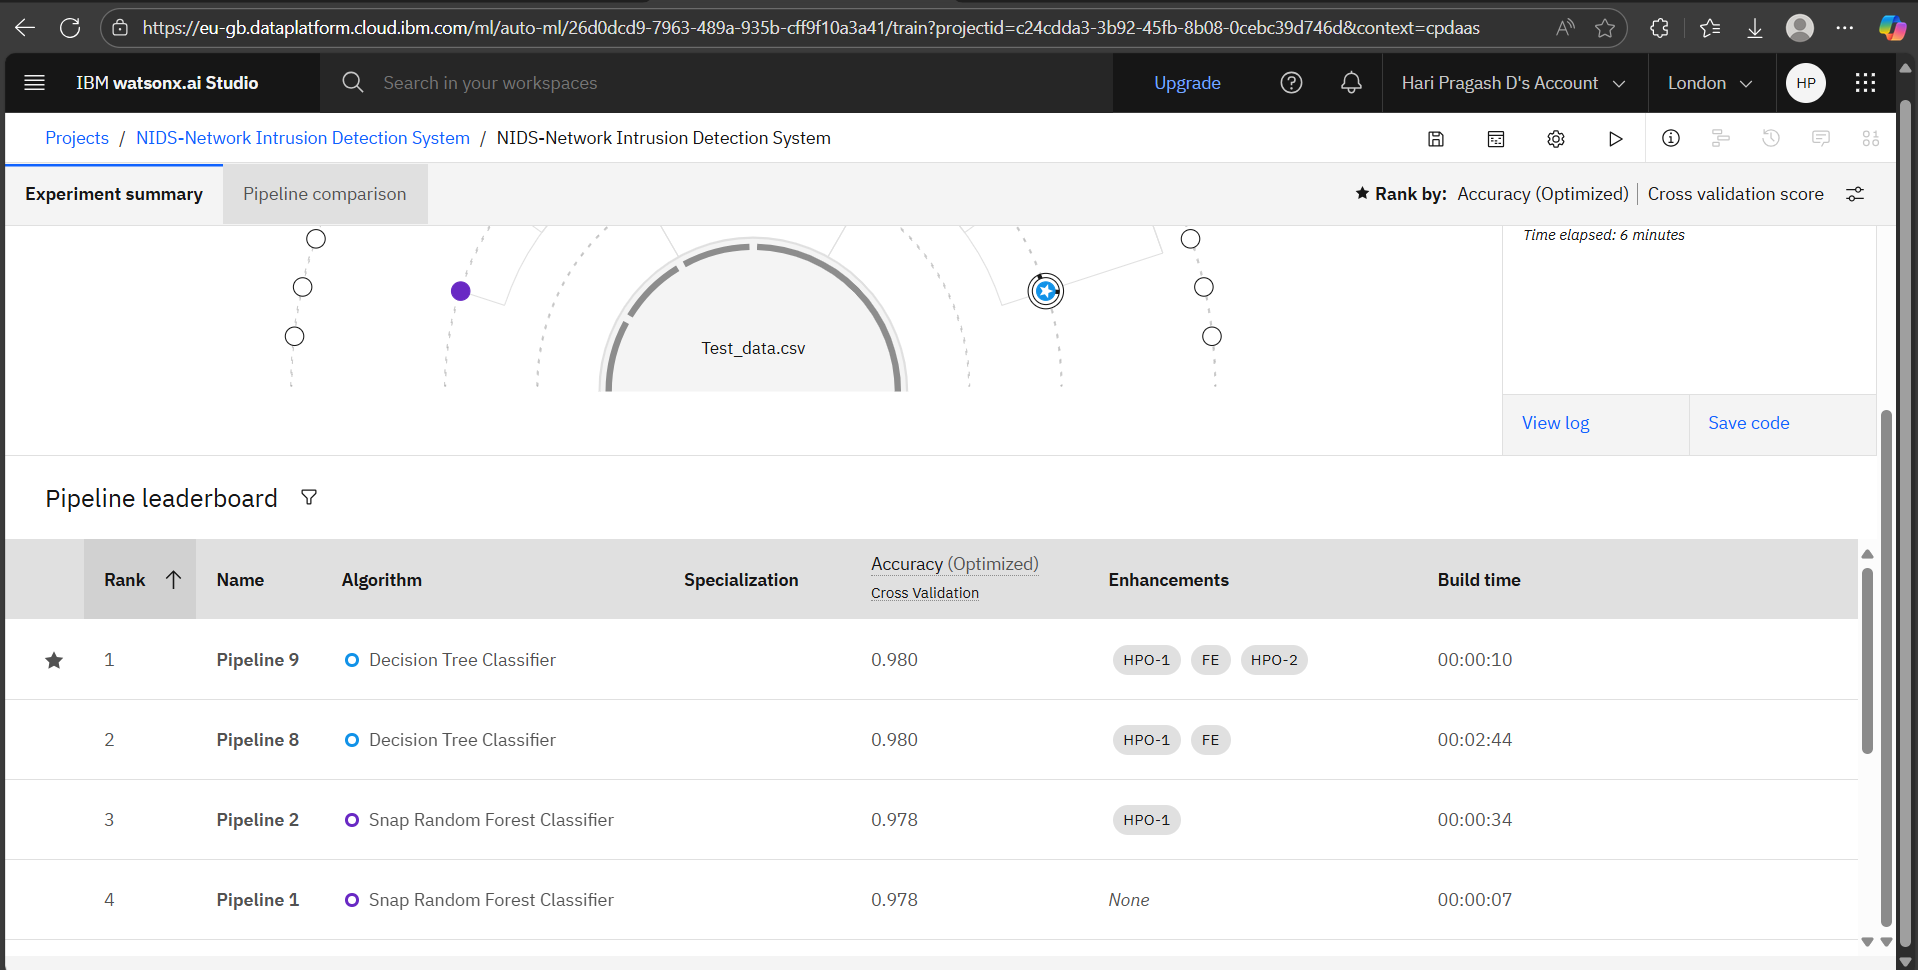 https://eu-gb.dataplatform.cloud.ibm.com/ml/auto-ml/26d0dcd9-7963-489a-935b-cff9f10a3a41/train?projectid=c24cdda3-3b92-45fb-8b08-0cebc39d746d&context=cpdaas
IBM watsonx.ai Studio Search in your workspaces Upgrade Hari Pragash D's Account London HP
Projects / NIDS-Network Intrusion Detection System / NIDS-Network Intrusion Detection System
Experiment summary Pipeline comparison Rank by: Accuracy (Optimized) | Cross validation score
Time elapsed: 6 minutes
Test_data.csv
View log Save code
Pipeline leaderboard
Rank Name Algorithm Specialization Accuracy (Optimized) Enhancements Build time
Cross Validation
1 Pipeline 9 Decision Tree Classifier 0.980 HPO-1 FE HPO-2 00:00:10
2 Pipeline 8 Decision Tree Classifier 0.980 HPO-1 FE 00:02:44
3 Pipeline 2 Snap Random Forest Classifier 0.978 HPO-1 00:00:34
4 Pipeline 1 Snap Random Forest Classifier 0.978 None 00:00:07